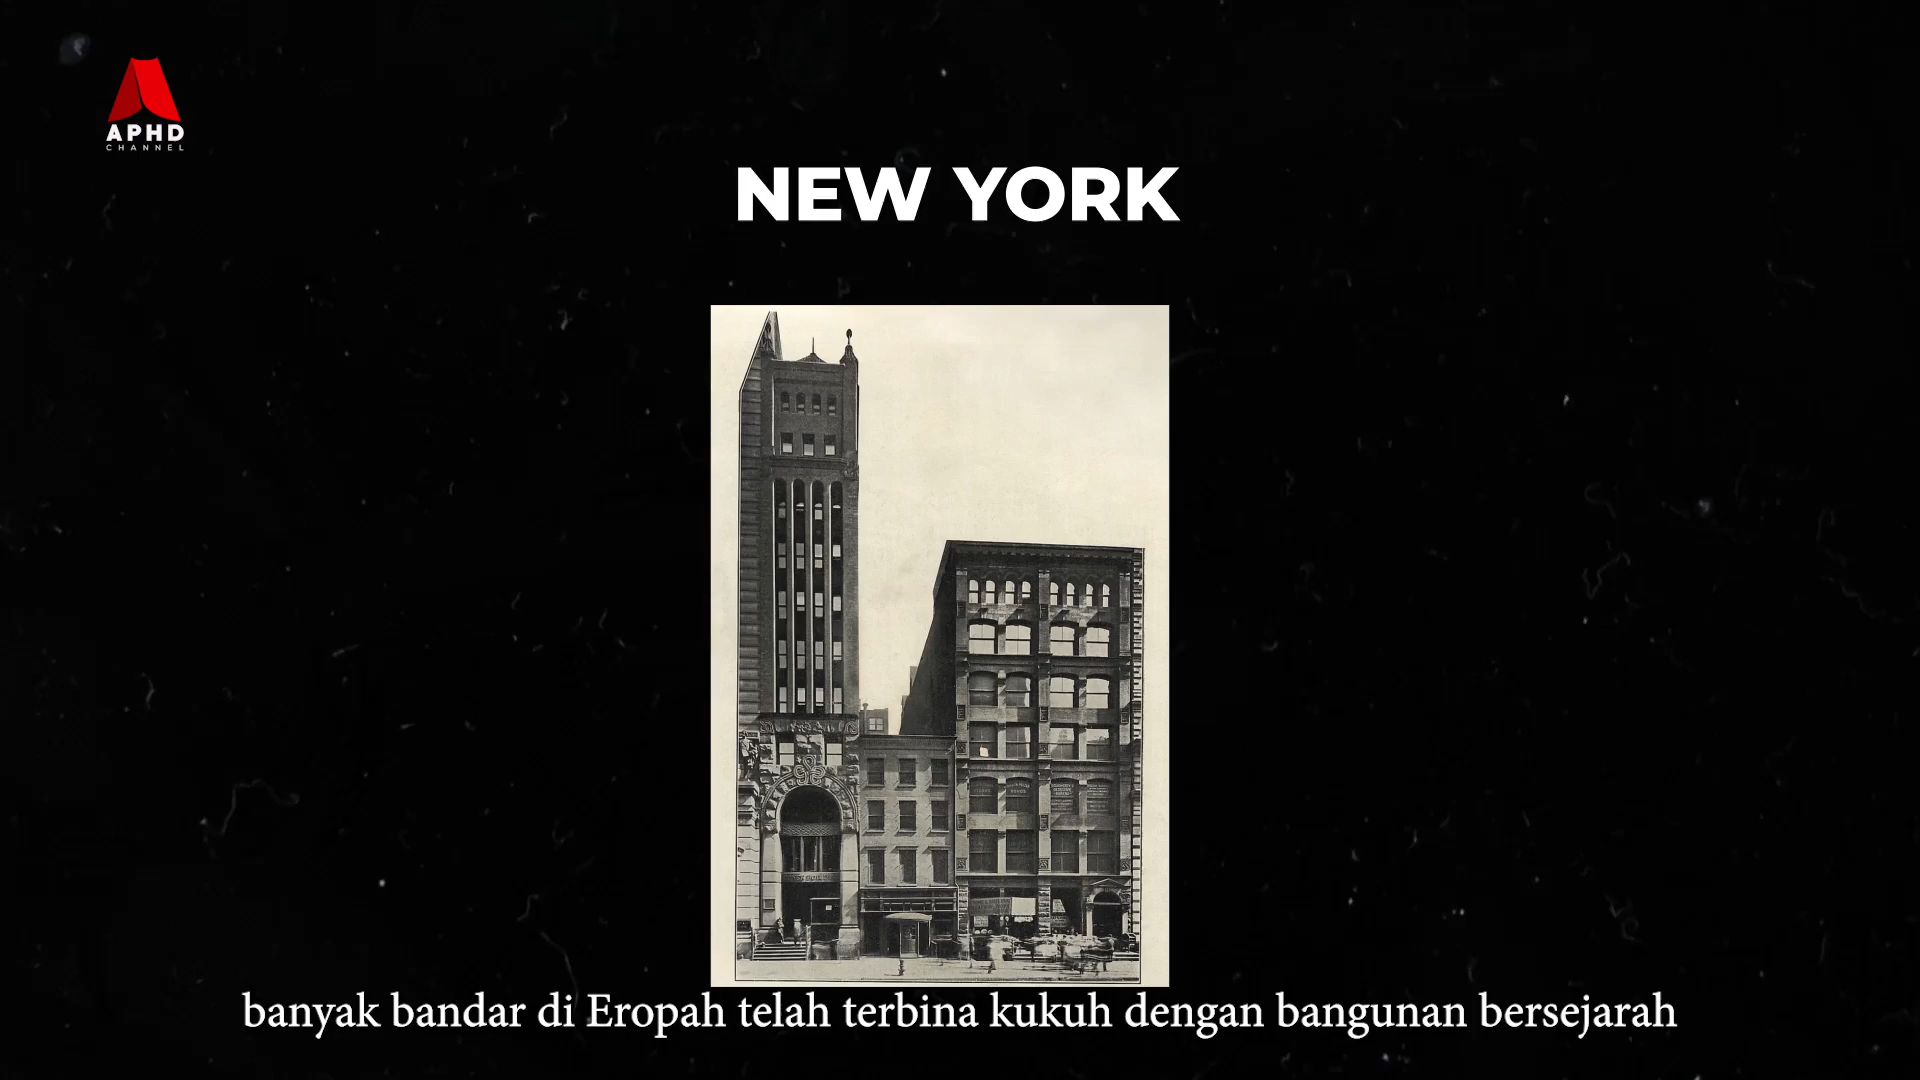 APHD
CHANNEL
NEW YORK
banyak bandar di Eropah telah terbina kukuh dengan bangunan bersejarah